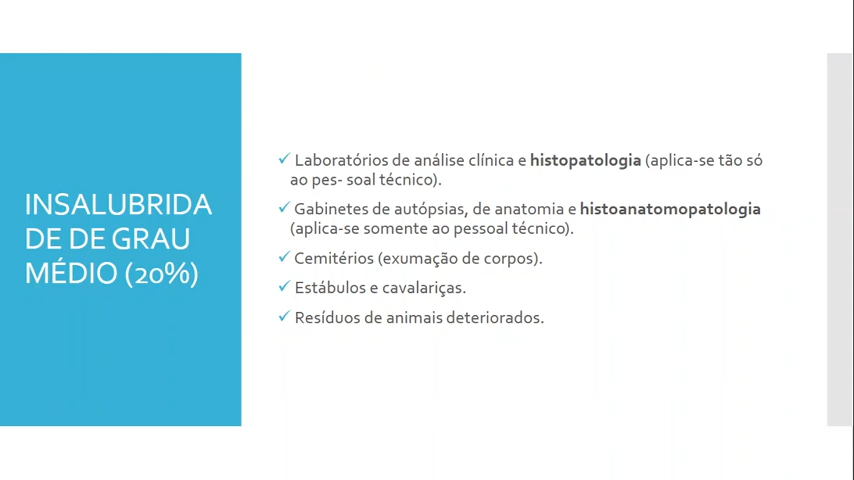 INSALUBRIDA
DE DE GRAU
MÉDIO (20%)
✓ Laboratórios de análise clínica e histopatologia (aplica-se tão só
ao pes- soal técnico).
✓ Gabinetes de autópsias, de anatomia e histoanatomopatologia
(aplica-se somente ao pessoal técnico).
✓ Cemitérios (exumação de corpos).
✓ Estábulos e cavalariças.
✓ Resíduos de animais deteriorados.